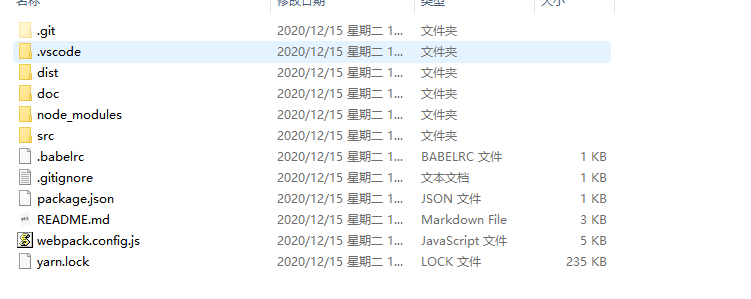 名称 修改日期 类型 大小
.git 2020/12/15 星期二 1... 文件夹
.vscode 2020/12/15 星期二 1... 文件夹
dist 2020/12/15 星期二 1... 文件夹
doc 2020/12/15 星期二 1... 文件夹
node_modules 2020/12/15 星期二 1... 文件夹
src 2020/12/15 星期二 1... 文件夹
.babelrc 2020/12/15 星期二 1... BABELRC 文件 1 KB
.gitignore 2020/12/15 星期二 1... 文本文档 1 KB
package.json 2020/12/15 星期二 1... JSON 文件 1 KB
README.md 2020/12/15 星期二 1... Markdown File 3 KB
webpack.config.js 2020/12/15 星期二 1... JavaScript 文件 5 KB
yarn.lock 2020/12/15 星期二 1... LOCK 文件 235 KB